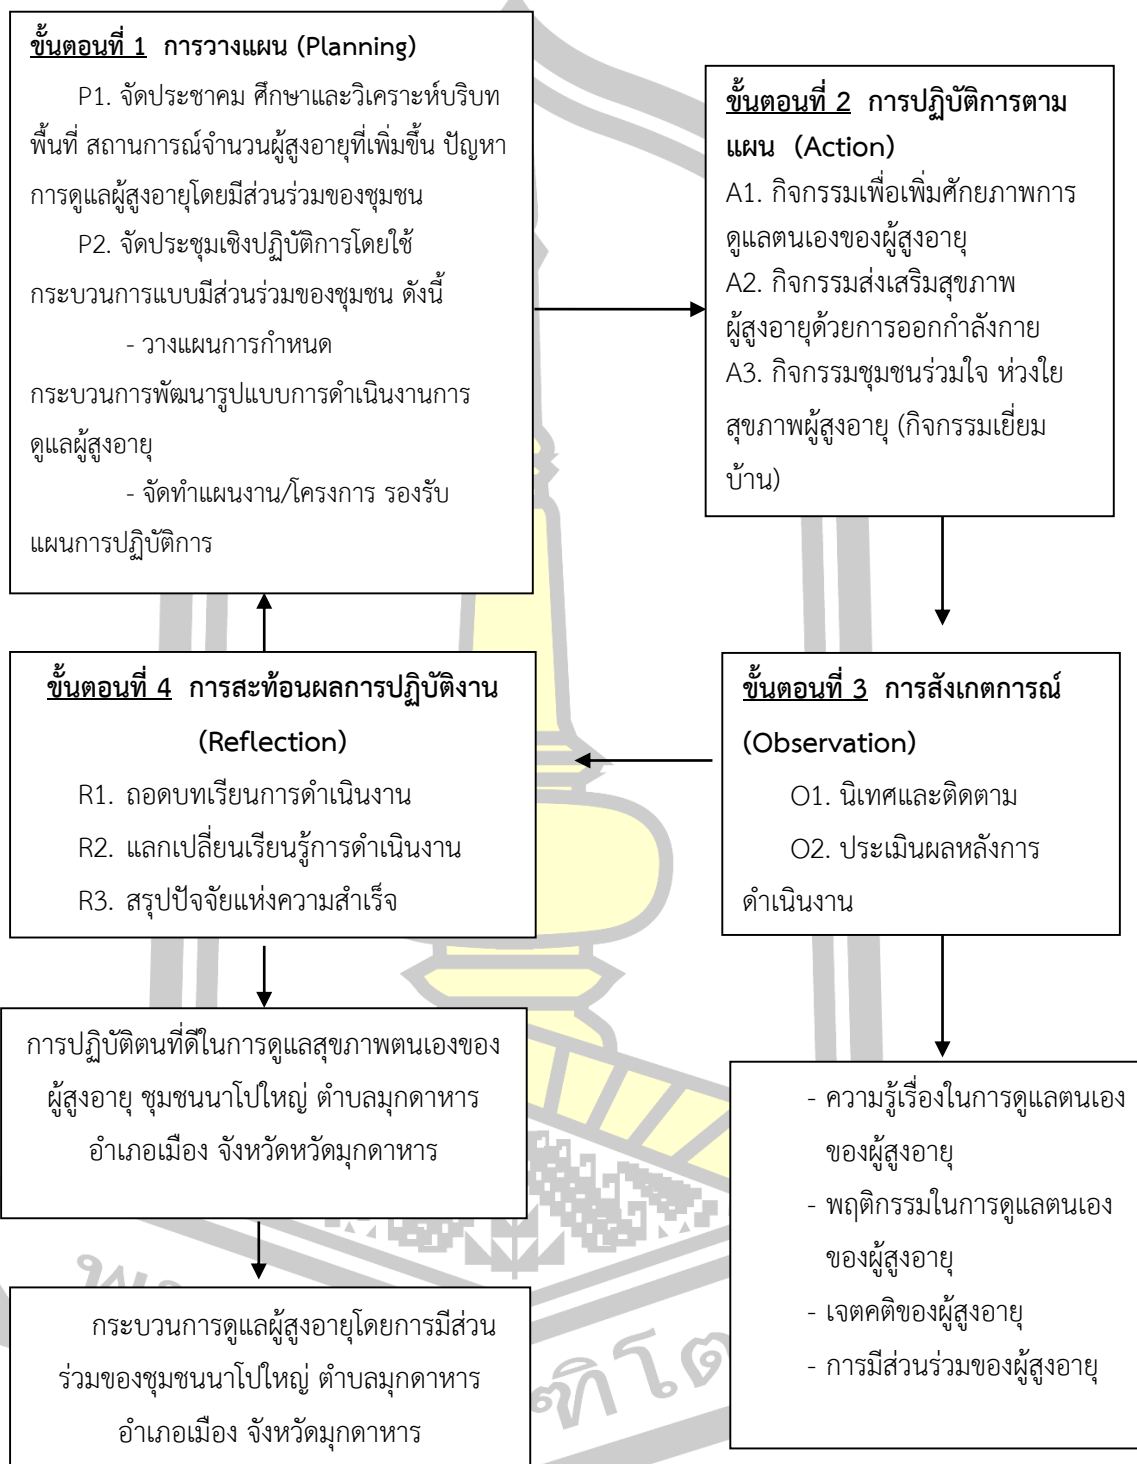 ขั้นตอนที่ 1 การวางแผน (Planning)
P1. จัดประชาคม ศึกษาและวิเคราะห์บริบท
พื้นที่ สถานการณ์จำนวนผู้สูงอายุที่เพิ่มขึ้น ปัญหา
การดูแลผู้สูงอายุโดยมีส่วนร่วมของชุมชน
P2. จัดประชุมเชิงปฏิบัติการโดยใช้
กระบวนการแบบมีส่วนร่วมของชุมชน ดังนี้
- วางแผนการกำหนด
กระบวนการพัฒนารูปแบบการดำเนินงานการ
ดูแลผู้สูงอายุ
- จัดทำแผนงาน/โครงการ รองรับ
แผนการปฏิบัติการ
ขั้นตอนที่ 2 การปฏิบัติการตาม
แผน (Action)
A1. กิจกรรมเพื่อเพิ่มศักยภาพการ
ดูแลตนเองของผู้สูงอายุ
A2. กิจกรรมส่งเสริมสุขภาพ
ผู้สูงอายุด้วยการออกกำลังกาย
A3. กิจกรรมชุมชนร่วมใจ ห่วงใย
สุขภาพผู้สูงอายุ (กิจกรรมเยี่ยม
บ้าน)
ขั้นตอนที่ 4 การสะท้อนผลการปฏิบัติงาน
(Reflection)
R1. ถอดบทเรียนการดำเนินงาน
R2. แลกเปลี่ยนเรียนรู้การดำเนินงาน
R3. สรุปปัจจัยแห่งความสำเร็จ
ขั้นตอนที่ 3 การสังเกตการณ์
(Observation)
O1. นิเทศและติดตาม
O2. ประเมินผลหลังการ
ดำเนินงาน
การปฏิบัติตนที่ดีในการดูแลสุขภาพตนเองของ
ผู้สูงอายุ ชุมชนนาโปใหญ่ ตำบลมุกดาหาร
อำเภอเมือง จังหวัดหวัดมุกดาหาร
- ความรู้เรื่องในการดูแลตนเอง
ของผู้สูงอายุ
- พฤติกรรมในการดูแลตนเอง
ของผู้สูงอายุ
- เจตคติของผู้สูงอายุ
- การมีส่วนร่วมของผู้สูงอายุ
กระบวนการดูแลผู้สูงอายุโดยการมีส่วน
ร่วมของชุมชนนาโปใหญ่ ตำบลมุกดาหาร
อำเภอเมือง จังหวัดมุกดาหาร